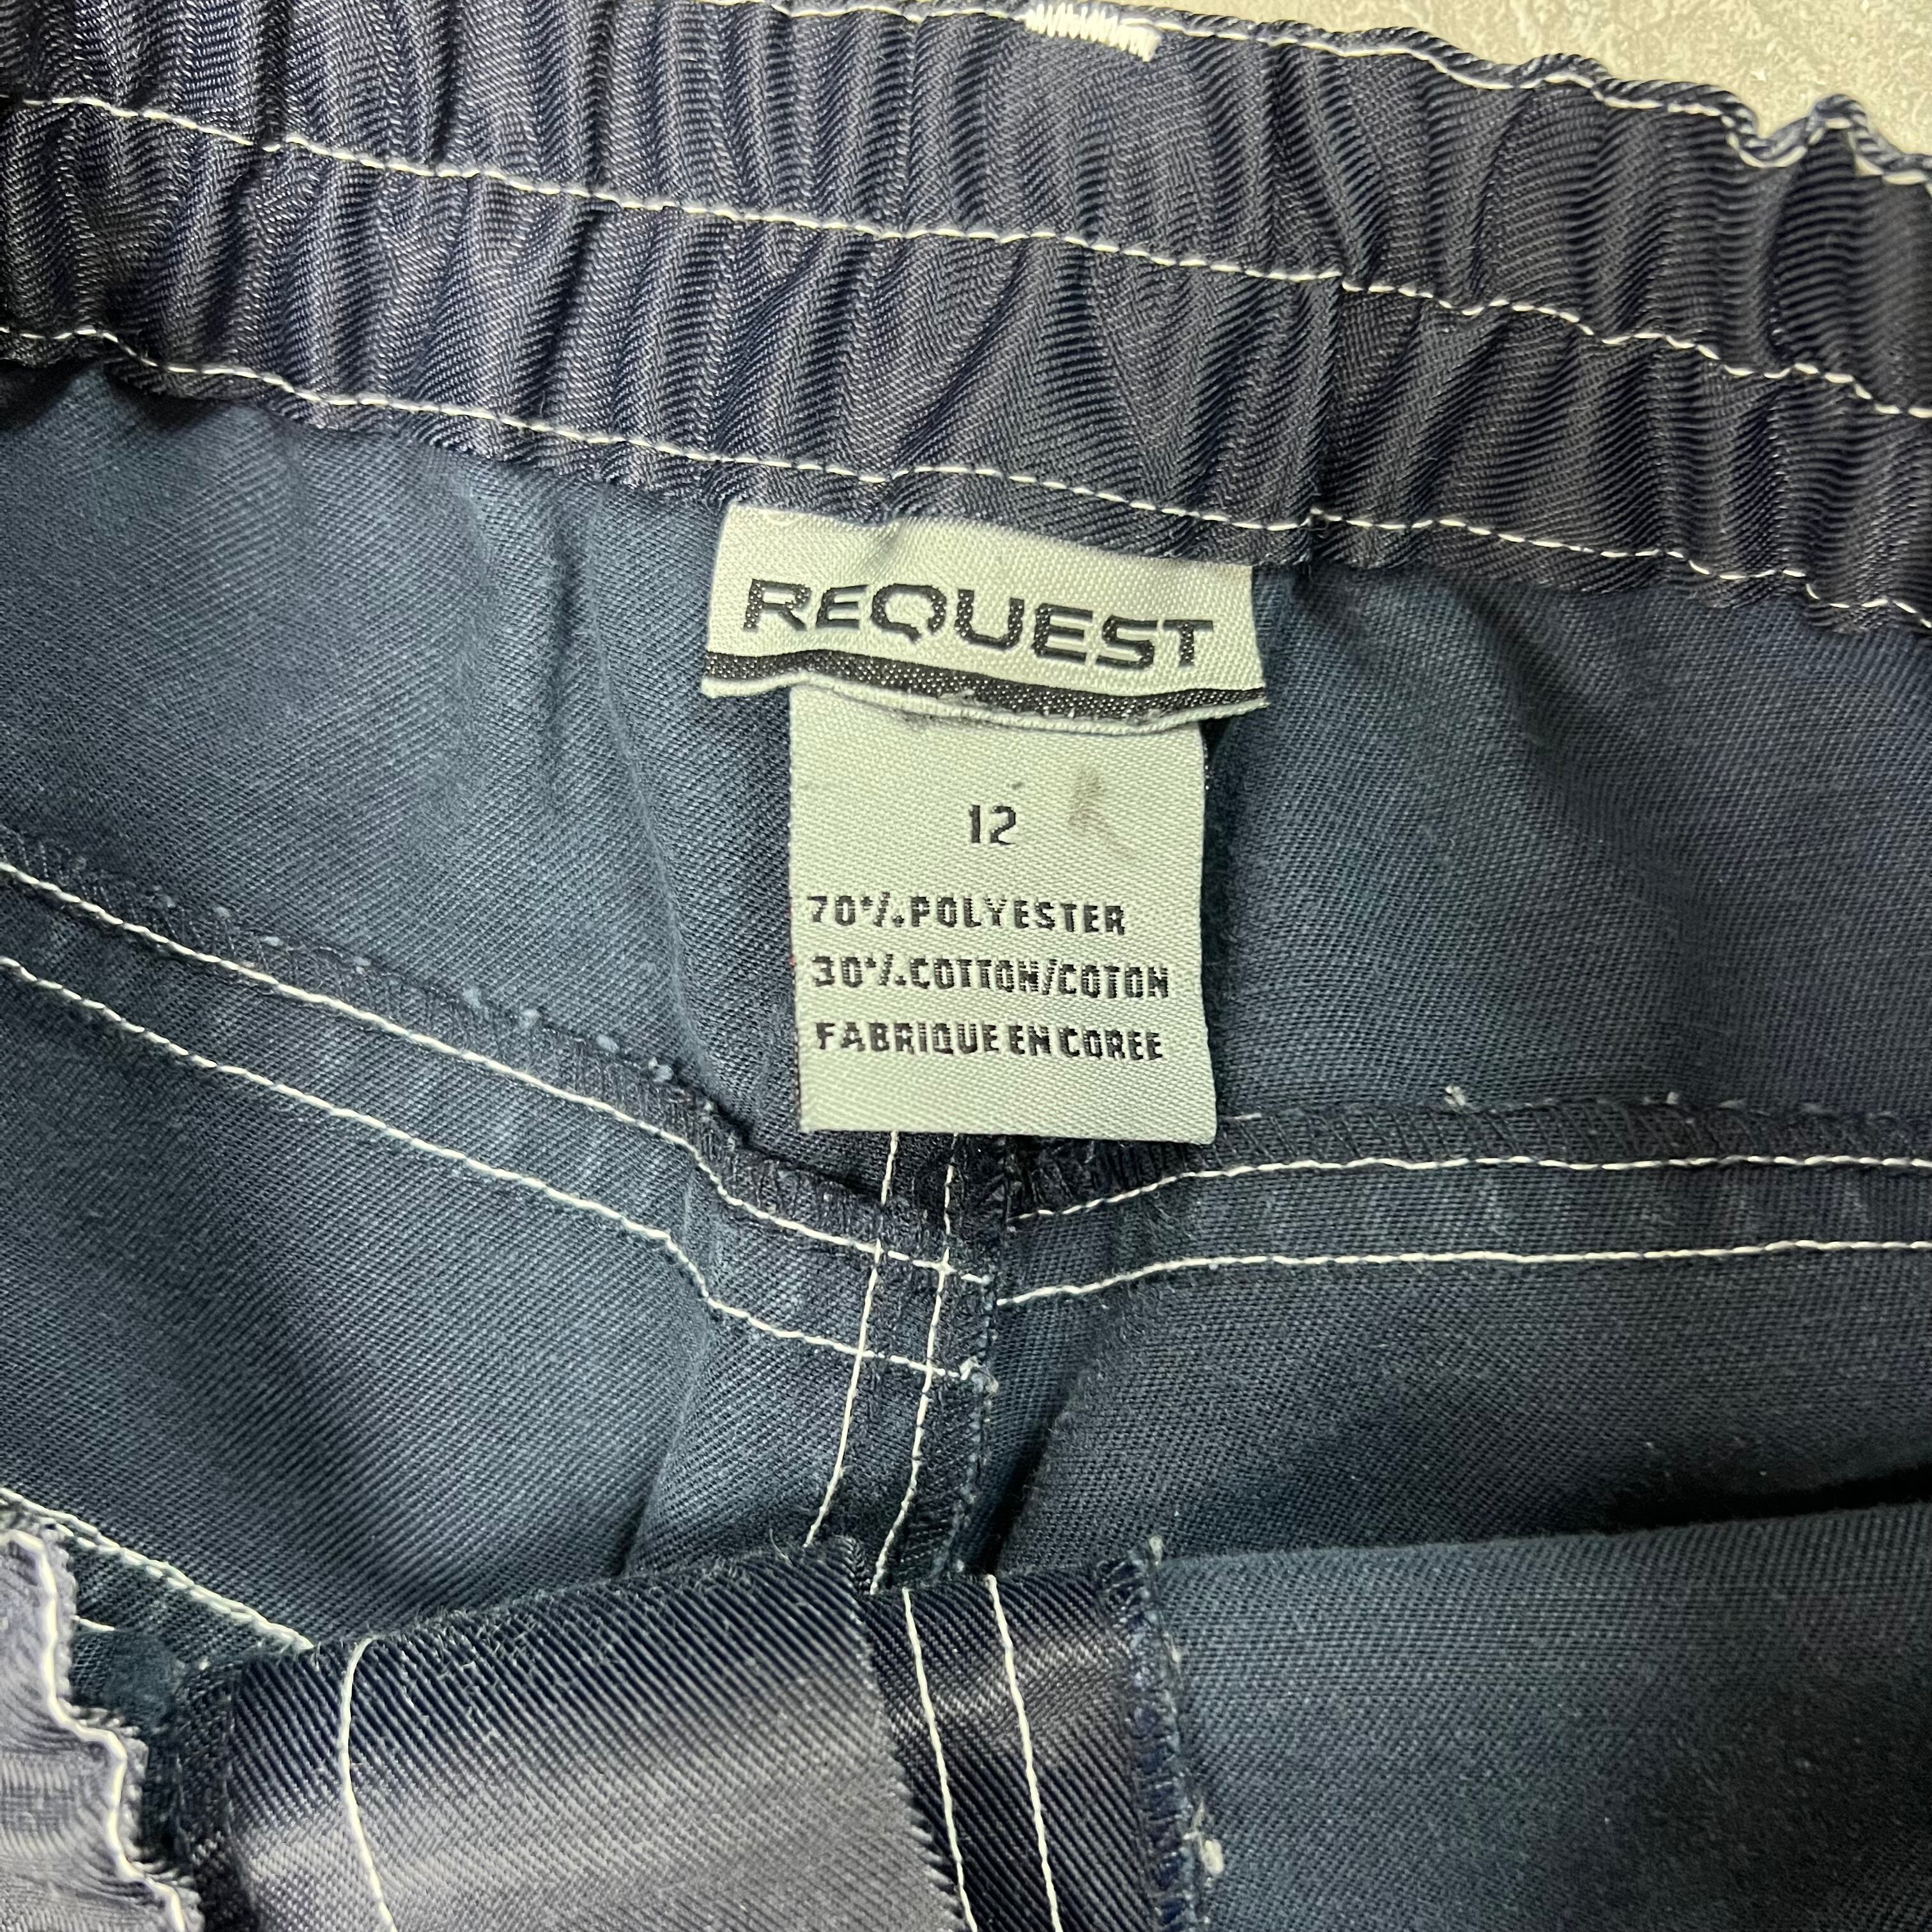 REQUEST
12
70%POLYESTER
30%COTTON/COTON
FABRIQUE EN COREE